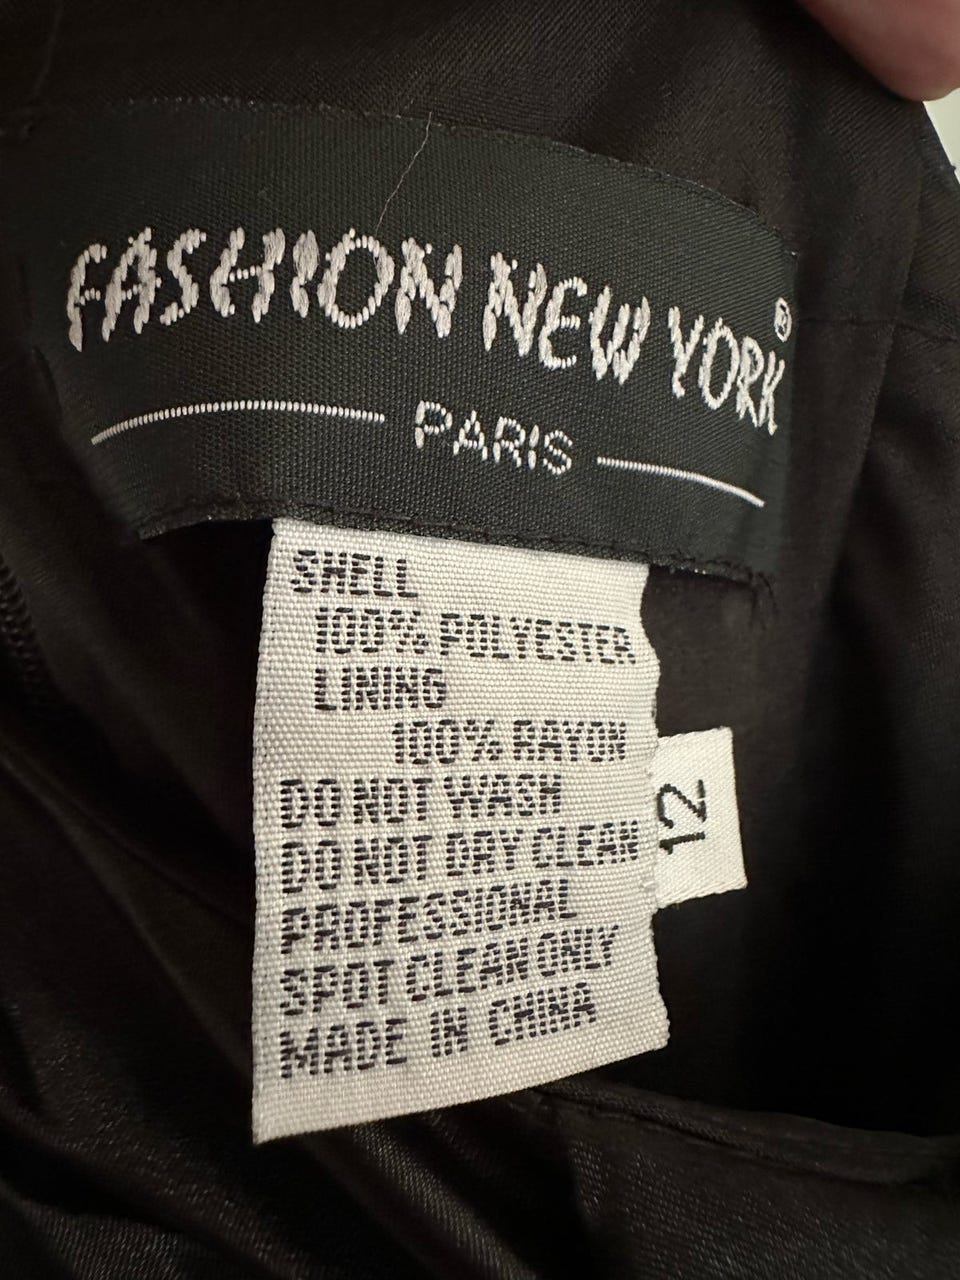 FASHION NEW YORK®
PARIS
SHELL
100% POLYESTER
LINING
100% RAYON
DO NOT WASH
DO NOT DRY CLEAN
PROFESSIONAL
SPOT CLEAN ONLY
MADE IN CHINA
12